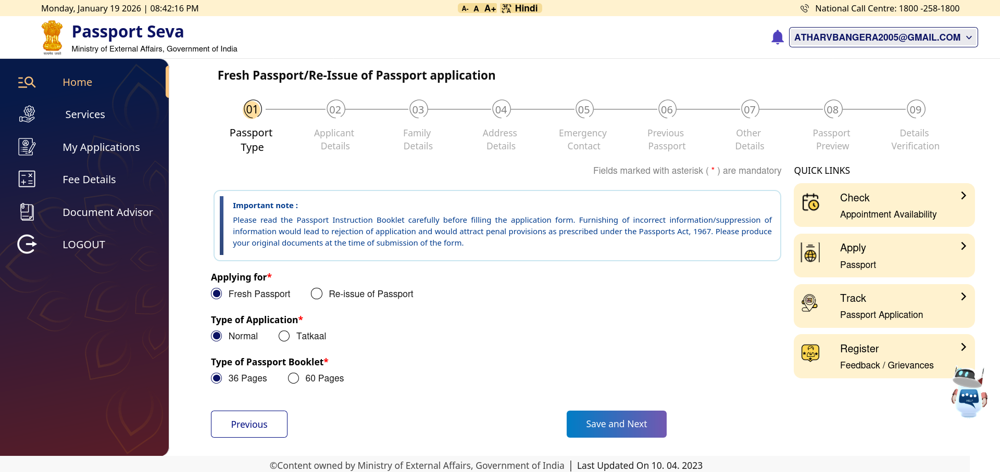 Monday, January 19 2026 | 08:42:16 PM
A- A A+ Hindi
National Call Centre: 1800 -258-1800
Passport Seva
Ministry of External Affairs, Government of India
सत्यमेव जयते
ATHARVBANGERA2005@GMAIL.COM
Home
Services
My Applications
Fee Details
Document Advisor
LOGOUT
Fresh Passport/Re-Issue of Passport application
01 02 03 04 05 06 07 08 09
Passport Type
Applicant Details
Family Details
Address Details
Emergency Contact
Previous Passport
Other Details
Passport Preview
Details Verification
Fields marked with asterisk ( * ) are mandatory
Important note :
Please read the Passport Instruction Booklet carefully before filling the application form. Furnishing of incorrect information/suppression of
information would lead to rejection of application and would attract penal provisions as prescribed under the Passports Act, 1967. Please produce
your original documents at the time of submission of the form.
Applying for*
Fresh Passport Re-issue of Passport
Type of Application*
Normal Tatkaal
Type of Passport Booklet*
36 Pages 60 Pages
Previous
Save and Next
QUICK LINKS
Check
Appointment Availability
Apply
Passport
Track
Passport Application
Register
Feedback / Grievances
HELP
©Content owned by Ministry of External Affairs, Government of India | Last Updated On 10. 04. 2023